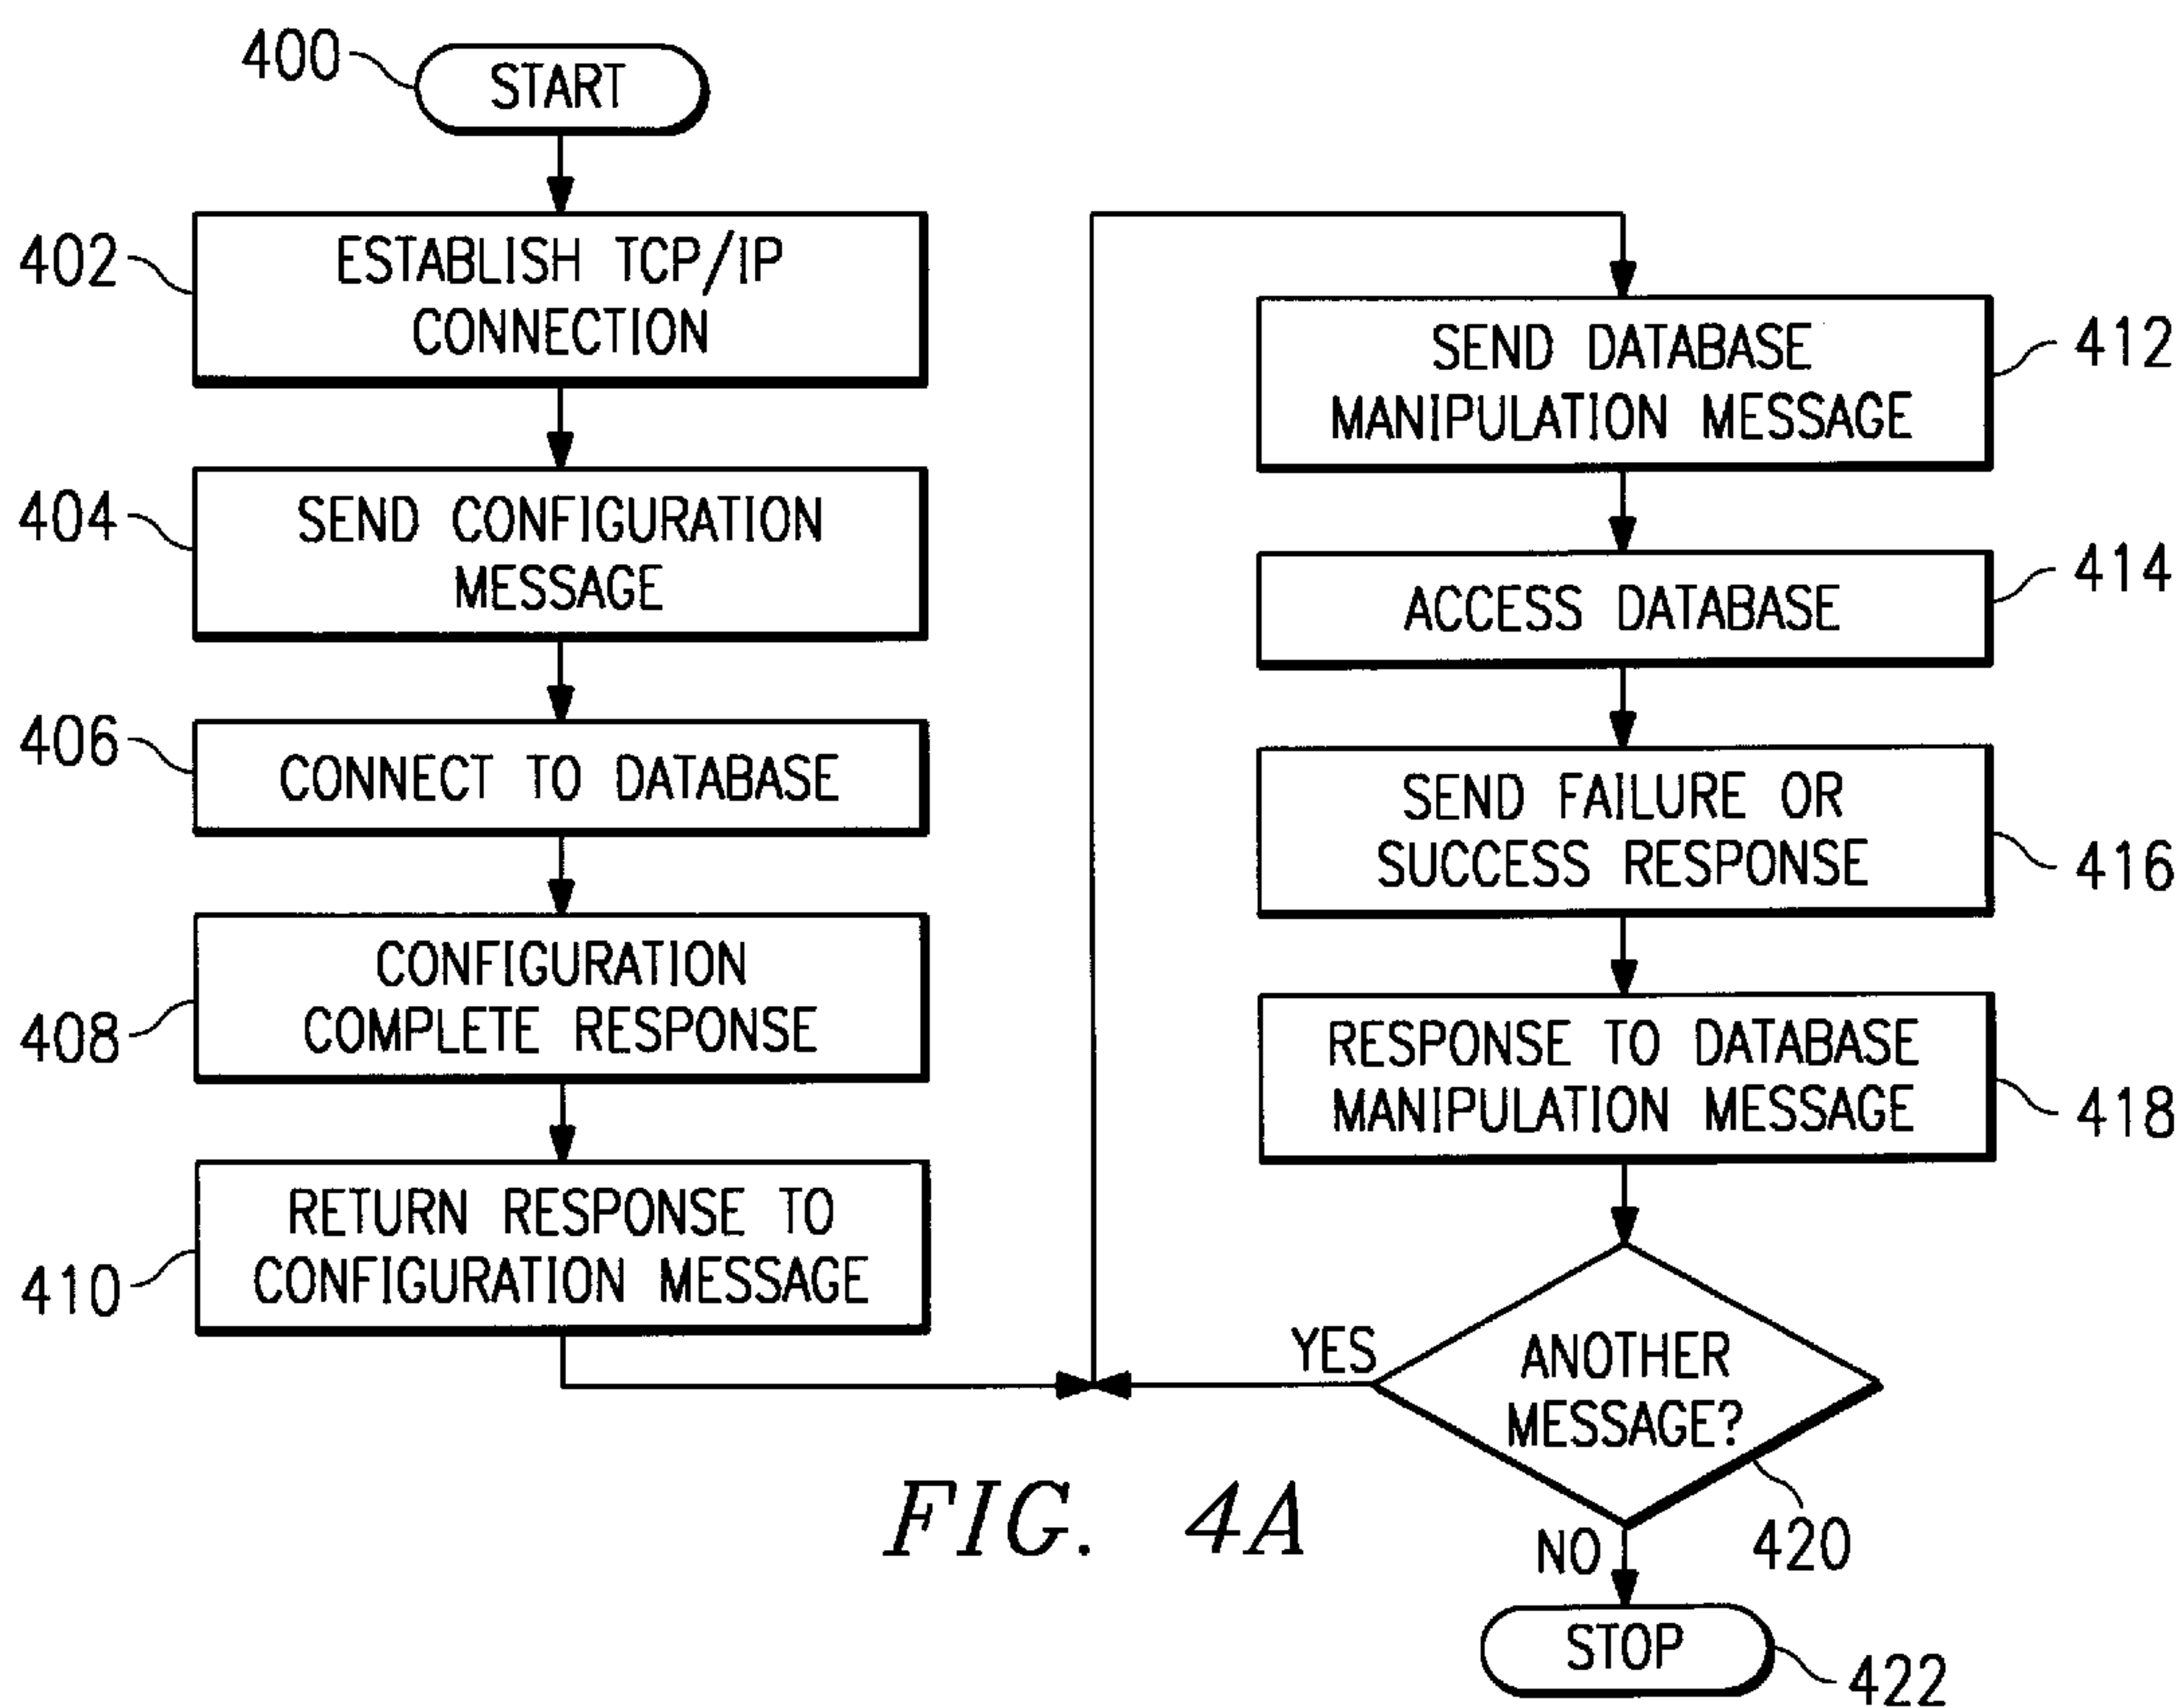 400
START
402
ESTABLISH TCP/IP
CONNECTION
404
SEND CONFIGURATION
MESSAGE
406
CONNECT TO DATABASE
408
CONFIGURATION
COMPLETE RESPONSE
410
RETURN RESPONSE TO
CONFIGURATION MESSAGE
SEND DATABASE
MANIPULATION MESSAGE
412
ACCESS DATABASE
414
SEND FAILURE OR
SUCCESS RESPONSE
416
RESPONSE TO DATABASE
MANIPULATION MESSAGE
418
YES
ANOTHER
MESSAGE?
420
NO
STOP
422
FIG. 4A